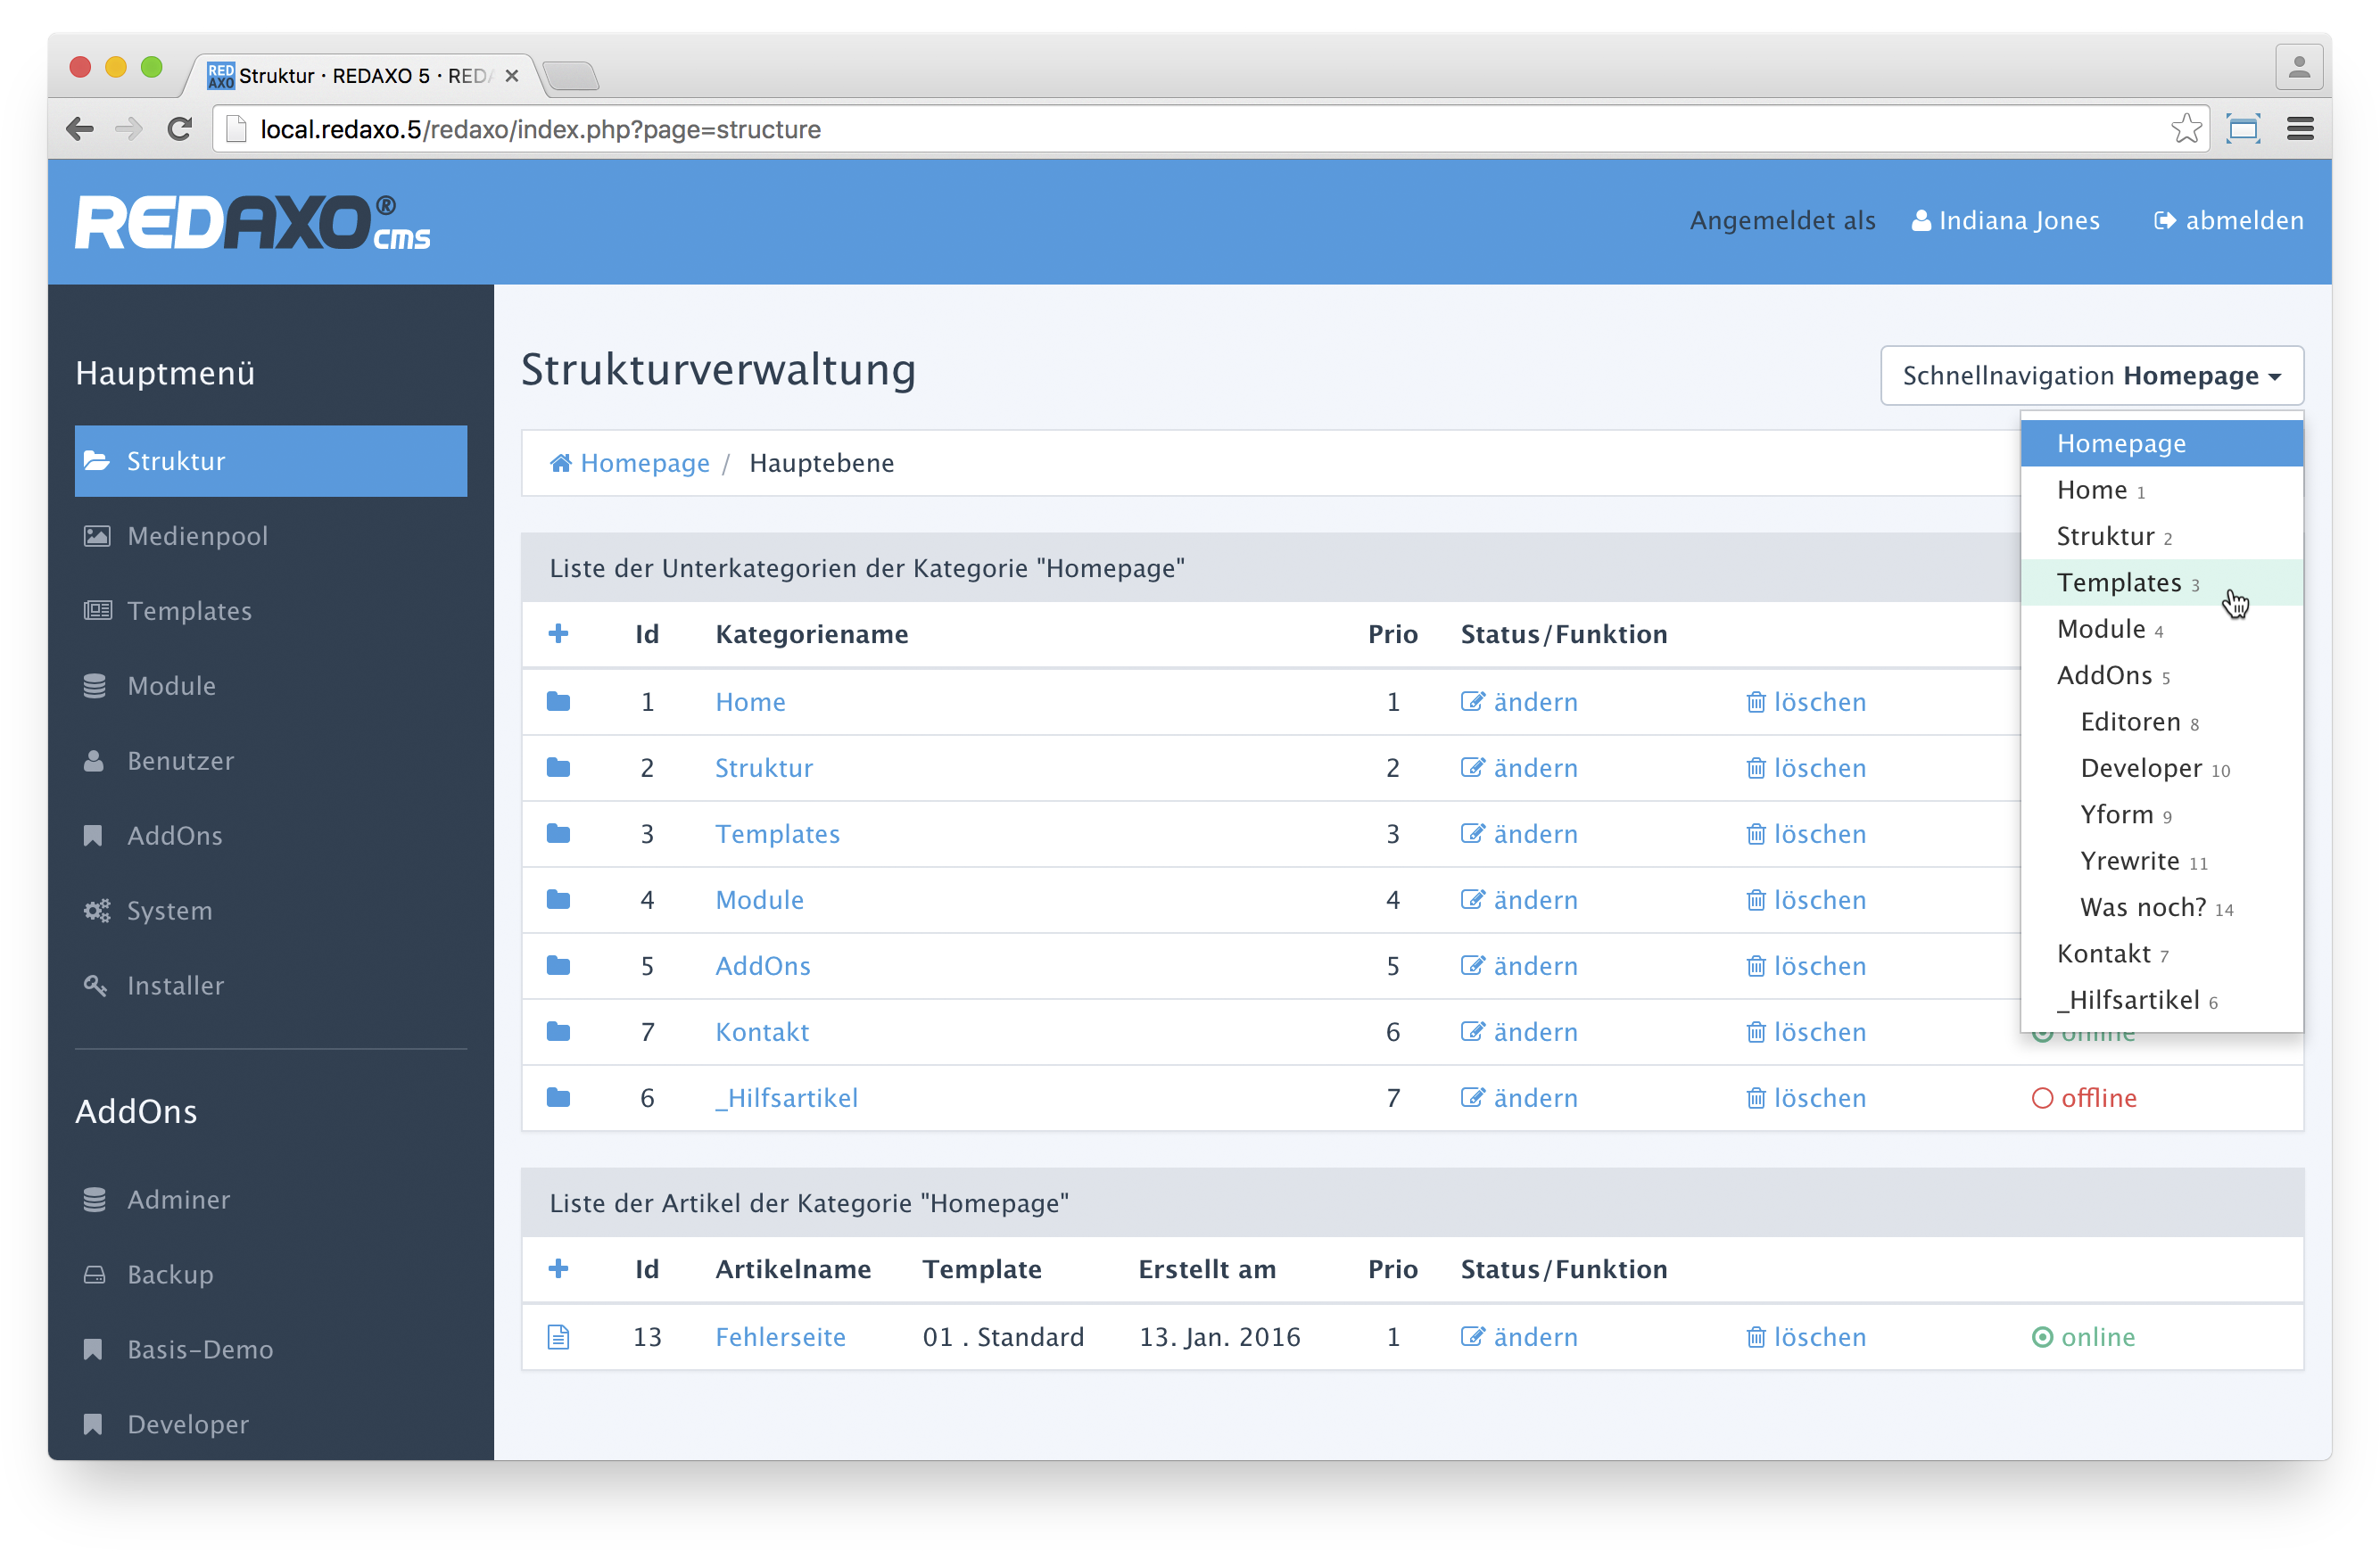 Struktur · REDAXO 5 · RED
local.redaxo.5/redaxo/index.php?page=structure
REDAXO® cms
Angemeldet als Indiana Jones abmelden
Hauptmenü
Struktur
Medienpool
Templates
Module
Benutzer
AddOns
System
Installer
AddOns
Adminer
Backup
Basis-Demo
Developer
Strukturverwaltung
Schnellnavigation Homepage
Homepage
Home 1
Struktur 2
Templates 3
Module 4
AddOns 5
Editoren 8
Developer 10
Yform 9
Yrewrite 11
Was noch? 14
Kontakt 7
_Hilfsartikel 6
Homepage / Hauptebene
Liste der Unterkategorien der Kategorie "Homepage"
+ Id Kategoriename Prio Status/Funktion
1 Home 1 ändern löschen
2 Struktur 2 ändern löschen
3 Templates 3 ändern löschen
4 Module 4 ändern löschen
5 AddOns 5 ändern löschen
7 Kontakt 6 ändern löschen online
6 _Hilfsartikel 7 ändern löschen offline
Liste der Artikel der Kategorie "Homepage"
+ Id Artikelname Template Erstellt am Prio Status/Funktion
13 Fehlerseite 01 . Standard 13. Jan. 2016 1 ändern löschen online